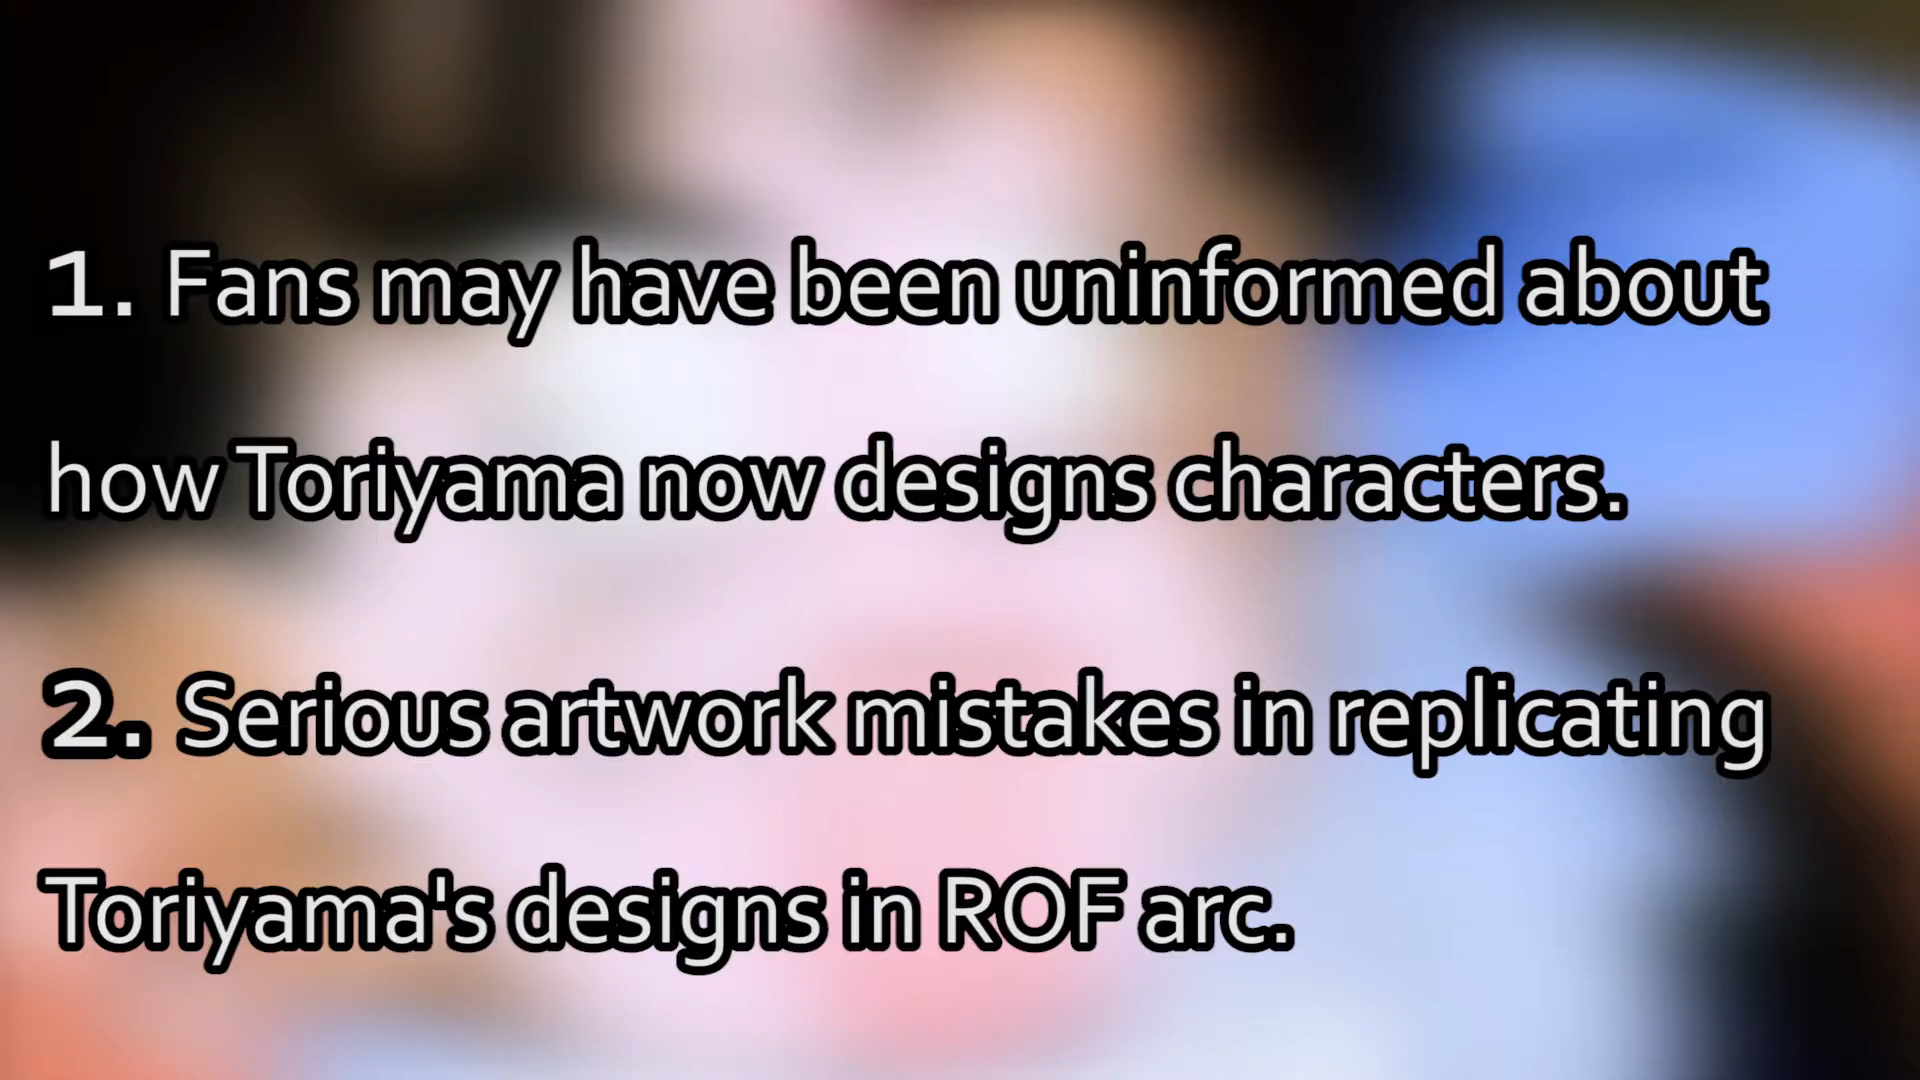 1. Fans may have been uninformed about
how Toriyama now designs characters.
2. Serious artwork mistakes in replicating
Toriyama's designs in ROF arc.